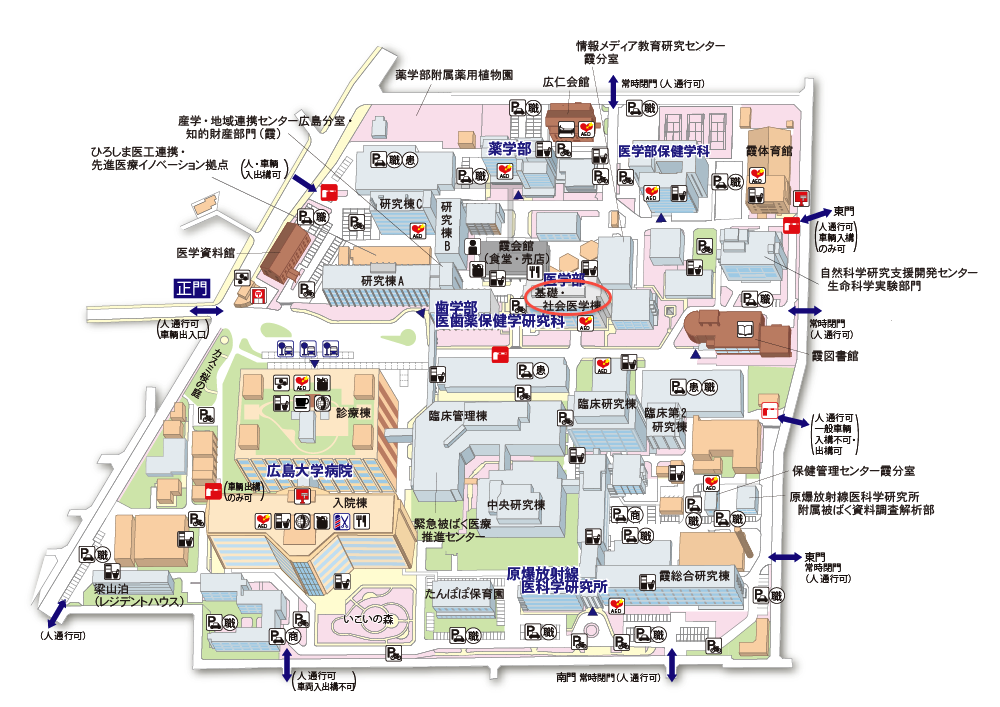 情報メディア教育研究センター
霞分室
薬学部附属薬用植物園
広仁会館
常時閉門(人通行可)
産学・地域連携センター広島分室・
知的財産部門(霞)
ひろしま医工連携・
先進医療イノベーション拠点
(人・車輌
入出構可)
薬学部
医学部保健学科
霞体育館
研究棟C
研究棟B
東門
(人通行可
車輌入構
のみ可)
医学資料館
霞会館
(食堂・売店)
研究棟A
医学部
基礎・
社会医学棟
自然科学研究支援開発センター
生命科学実験部門
正門
(人通行可
車輌出入口)
歯学部
医歯薬保健学研究科
常時閉門
(人通行可)
霞図書館
カスミ桜の庭
診療棟
臨床管理棟
臨床研究棟
臨床第2
研究棟
(人通行可
一般車輌
入構不可・
出構可)
広島大学病院
保健管理センター霞分室
(車輌出構
のみ可)
入院棟
原爆放射線医科学研究所
附属被ばく資料調査解析部
中央研究棟
緊急被ばく医療
推進センター
東門
常時閉門
(人通行可)
原爆放射線
医科学研究所
霞総合研究棟
梁山泊
(レジデントハウス)
たんぽぽ保育園
いこいの森
(人通行可)
(人通行可
車両入出構不可)
南門 常時閉門(人通行可)